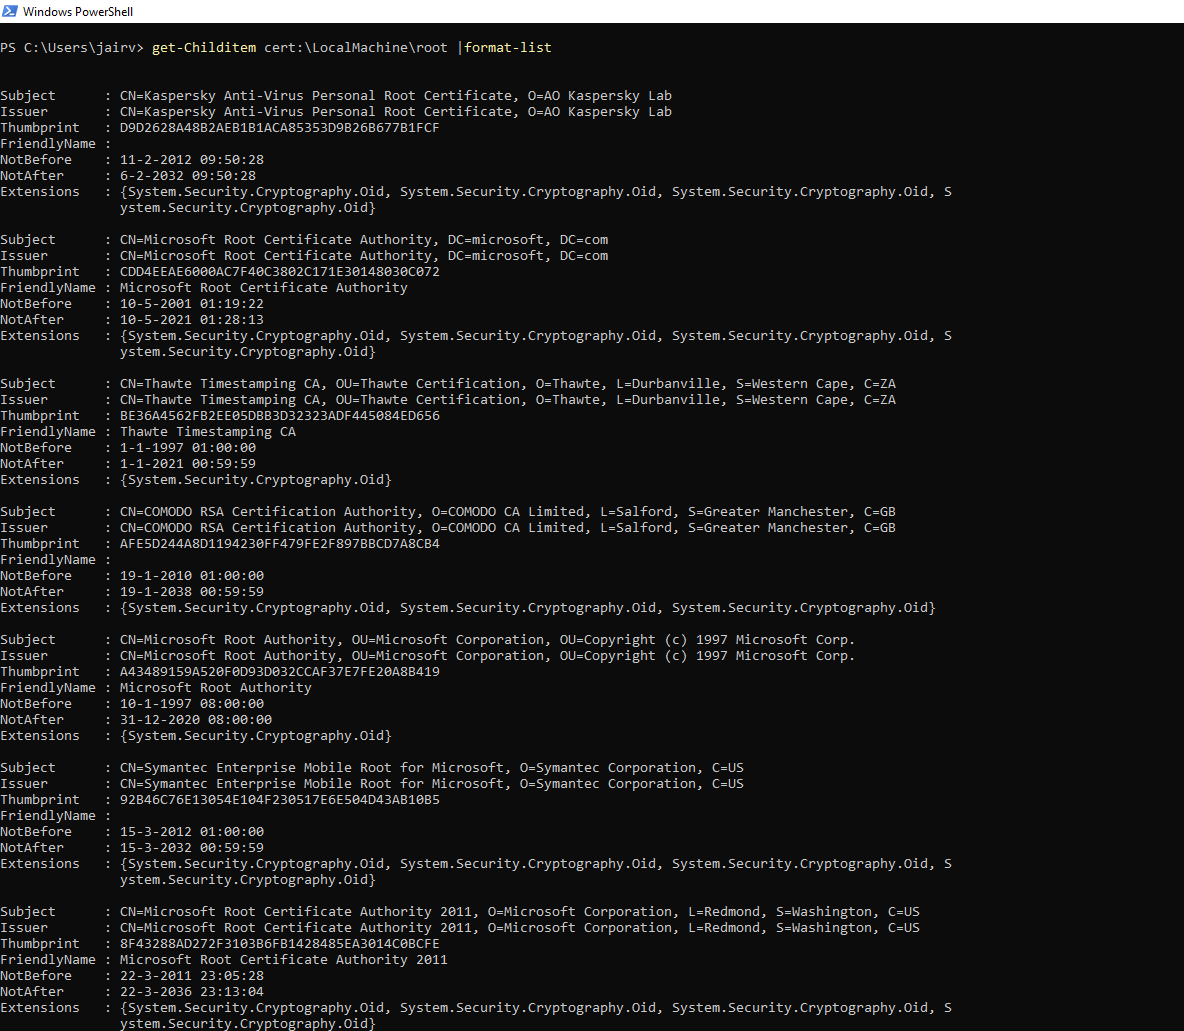 Windows PowerShell
PS C:\Users\jairv> get-Childitem cert:\LocalMachine\root |format-list
Subject      : CN=Kaspersky Anti-Virus Personal Root Certificate, O=AO Kaspersky Lab
Issuer       : CN=Kaspersky Anti-Virus Personal Root Certificate, O=AO Kaspersky Lab
Thumbprint   : D9D2628A48B2AEB1B1ACA85353D9B26B677B1FCF
FriendlyName :
NotBefore    : 11-2-2012 09:50:28
NotAfter     : 6-2-2032 09:50:28
Extensions   : {System.Security.Cryptography.Oid, System.Security.Cryptography.Oid, System.Security.Cryptography.Oid, S
               ystem.Security.Cryptography.Oid}
Subject      : CN=Microsoft Root Certificate Authority, DC=microsoft, DC=com
Issuer       : CN=Microsoft Root Certificate Authority, DC=microsoft, DC=com
Thumbprint   : CDD4EEAE6000AC7F40C3802C171E30148030C072
FriendlyName : Microsoft Root Certificate Authority
NotBefore    : 10-5-2001 01:19:22
NotAfter     : 10-5-2021 01:28:13
Extensions   : {System.Security.Cryptography.Oid, System.Security.Cryptography.Oid, System.Security.Cryptography.Oid, S
               ystem.Security.Cryptography.Oid}
Subject      : CN=Thawte Timestamping CA, OU=Thawte Certification, O=Thawte, L=Durbanville, S=Western Cape, C=ZA
Issuer       : CN=Thawte Timestamping CA, OU=Thawte Certification, O=Thawte, L=Durbanville, S=Western Cape, C=ZA
Thumbprint   : BE36A4562FB2EE05DBB3D32323ADF445084ED656
FriendlyName : Thawte Timestamping CA
NotBefore    : 1-1-1997 01:00:00
NotAfter     : 1-1-2021 00:59:59
Extensions   : {System.Security.Cryptography.Oid}
Subject      : CN=COMODO RSA Certification Authority, O=COMODO CA Limited, L=Salford, S=Greater Manchester, C=GB
Issuer       : CN=COMODO RSA Certification Authority, O=COMODO CA Limited, L=Salford, S=Greater Manchester, C=GB
Thumbprint   : AFE5D244A8D1194230FF479FE2F897BBCD7A8CB4
FriendlyName :
NotBefore    : 19-1-2010 01:00:00
NotAfter     : 19-1-2038 00:59:59
Extensions   : {System.Security.Cryptography.Oid, System.Security.Cryptography.Oid, System.Security.Cryptography.Oid}
Subject      : CN=Microsoft Root Authority, OU=Microsoft Corporation, OU=Copyright (c) 1997 Microsoft Corp.
Issuer       : CN=Microsoft Root Authority, OU=Microsoft Corporation, OU=Copyright (c) 1997 Microsoft Corp.
Thumbprint   : A43489159A520F0D93D032CCAF37E7FE20A8B419
FriendlyName : Microsoft Root Authority
NotBefore    : 10-1-1997 08:00:00
NotAfter     : 31-12-2020 08:00:00
Extensions   : {System.Security.Cryptography.Oid}
Subject      : CN=Symantec Enterprise Mobile Root for Microsoft, O=Symantec Corporation, C=US
Issuer       : CN=Symantec Enterprise Mobile Root for Microsoft, O=Symantec Corporation, C=US
Thumbprint   : 92B46C76E13054E104F230517E6E504D43AB10B5
FriendlyName :
NotBefore    : 15-3-2012 01:00:00
NotAfter     : 15-3-2032 00:59:59
Extensions   : {System.Security.Cryptography.Oid, System.Security.Cryptography.Oid, System.Security.Cryptography.Oid, S
               ystem.Security.Cryptography.Oid}
Subject      : CN=Microsoft Root Certificate Authority 2011, O=Microsoft Corporation, L=Redmond, S=Washington, C=US
Issuer       : CN=Microsoft Root Certificate Authority 2011, O=Microsoft Corporation, L=Redmond, S=Washington, C=US
Thumbprint   : 8F43288AD272F3103B6FB1428485EA3014C0BCFE
FriendlyName : Microsoft Root Certificate Authority 2011
NotBefore    : 22-3-2011 23:05:28
NotAfter     : 22-3-2036 23:13:04
Extensions   : {System.Security.Cryptography.Oid, System.Security.Cryptography.Oid, System.Security.Cryptography.Oid, S
               ystem.Security.Cryptography.Oid}